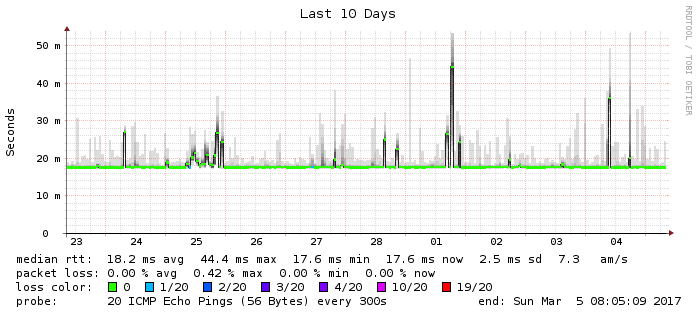 Last 10 Days
RRDTOOL / TOBI OETIKER
Seconds
50 m
40 m
30 m
20 m
10 m
0
23 24 25 26 27 28 01 02 03 04
median rtt: 18.2 ms avg 44.4 ms max 17.6 ms min 17.6 ms now 2.5 ms sd 7.3 am/s
packet loss: 0.00 % avg 0.42 % max 0.00 % min 0.00 % now
loss color: 0 1/20 2/20 3/20 4/20 10/20 19/20
probe: 20 ICMP Echo Pings (56 Bytes) every 300s end: Sun Mar 5 08:05:09 2017